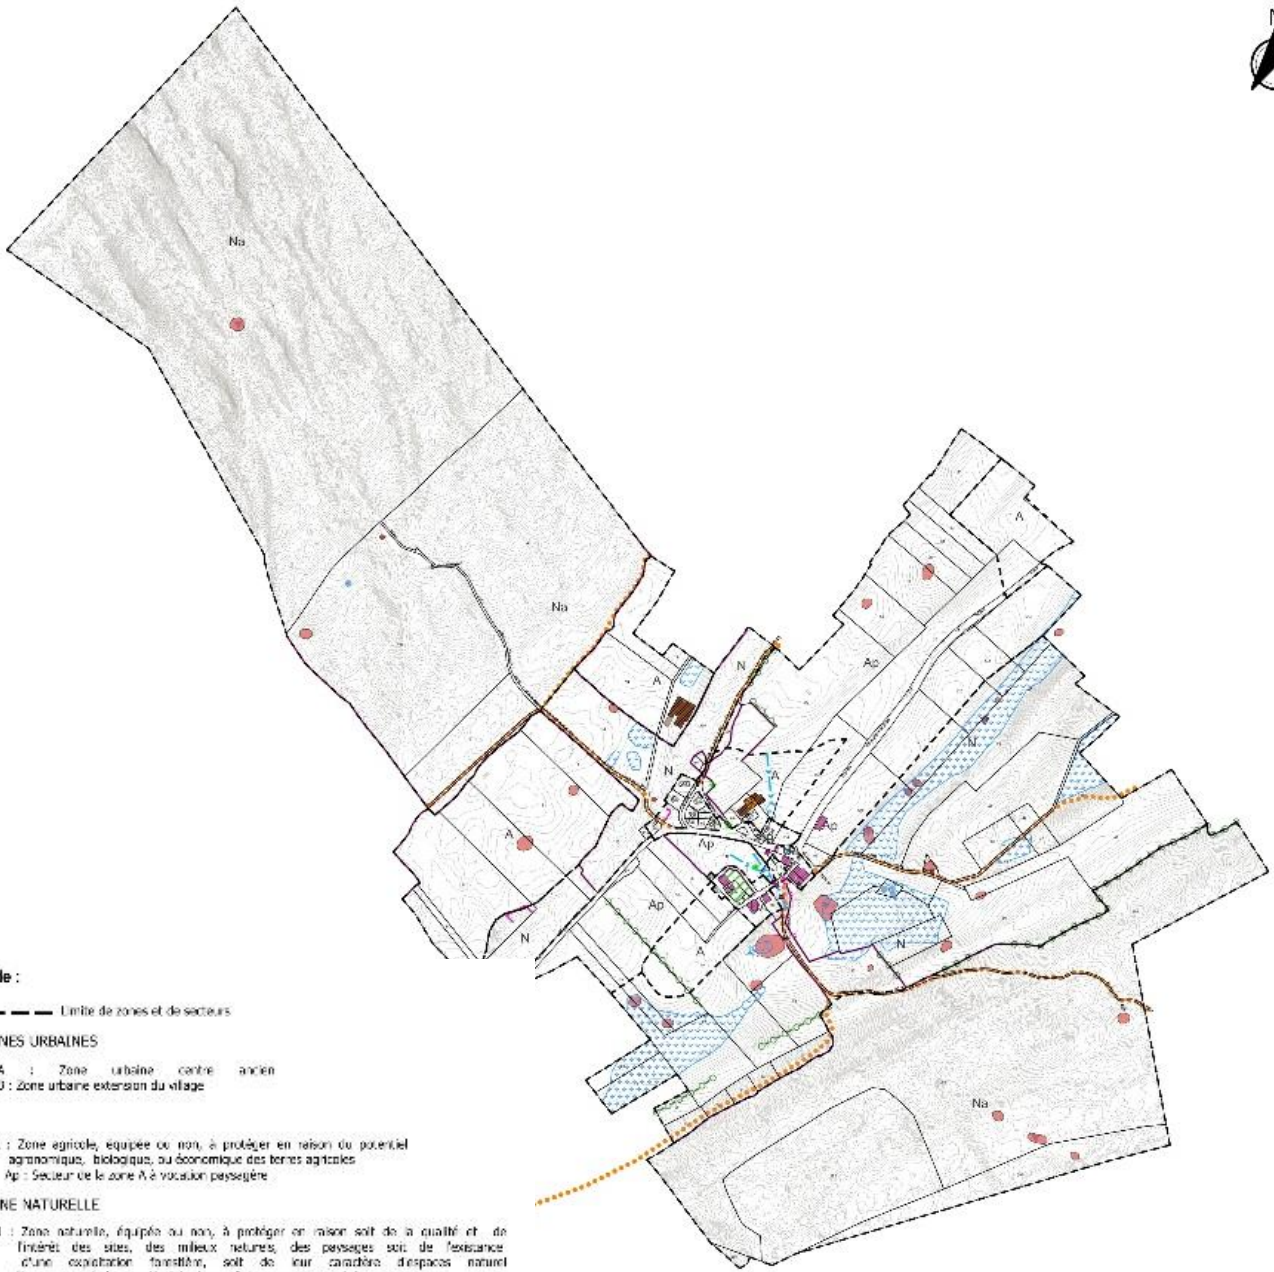 N
Na
Na
A
A
N
Ap
N
N
A
A
Ap
Ap
Ap
A
N
N
Na
de :
Limite de zones et de secteurs
NES URBAINES
A : Zone urbaine centre ancien
D : Zone urbaine extension du village
: Zone agricole, équipée ou non, à protéger en raison du potentiel
agronomique, biologique, ou économique des terres agricoles
Ap : Secteur de la zone A à vocation paysagère
NE NATURELLE
: Zone naturelle, équipée ou non, à protéger en raison soit de la qualité et de
l'intérêt des sites, des milieux naturels, des paysages soit de l'existance
d'une exploitation forestière, soit de leur caractère d'espaces naturel